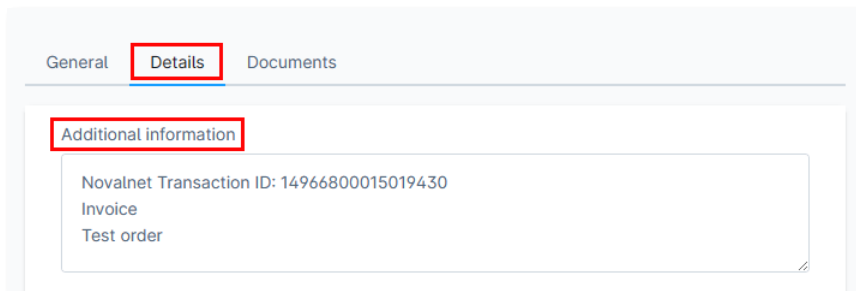 General Details Documents
Additional information
Novalnet Transaction ID: 14966800015019430
Invoice
Test order